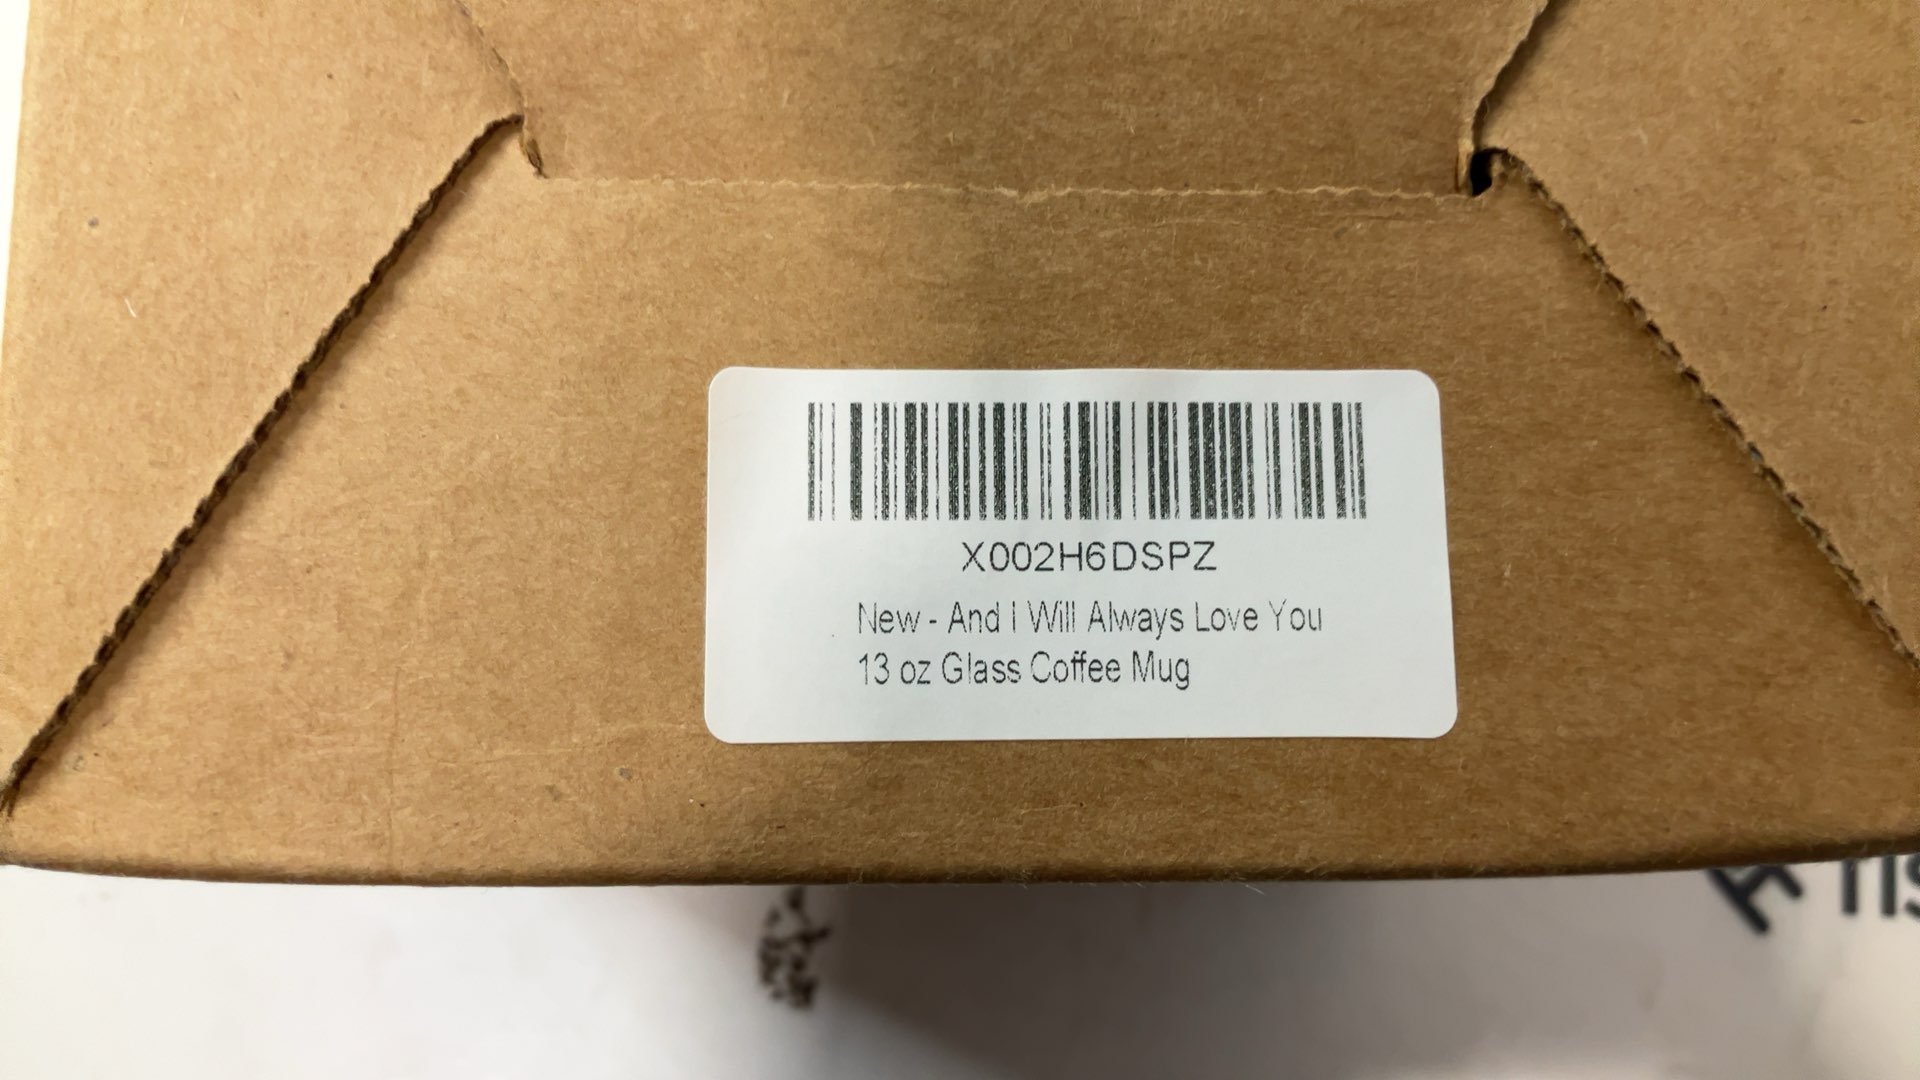 X002H6DSPZ
New - And I Will Always Love You
13 oz Glass Coffee Mug